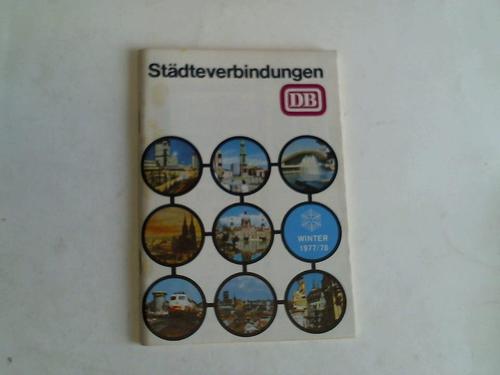 Städteverbindungen
DB
WINTER
1977/78